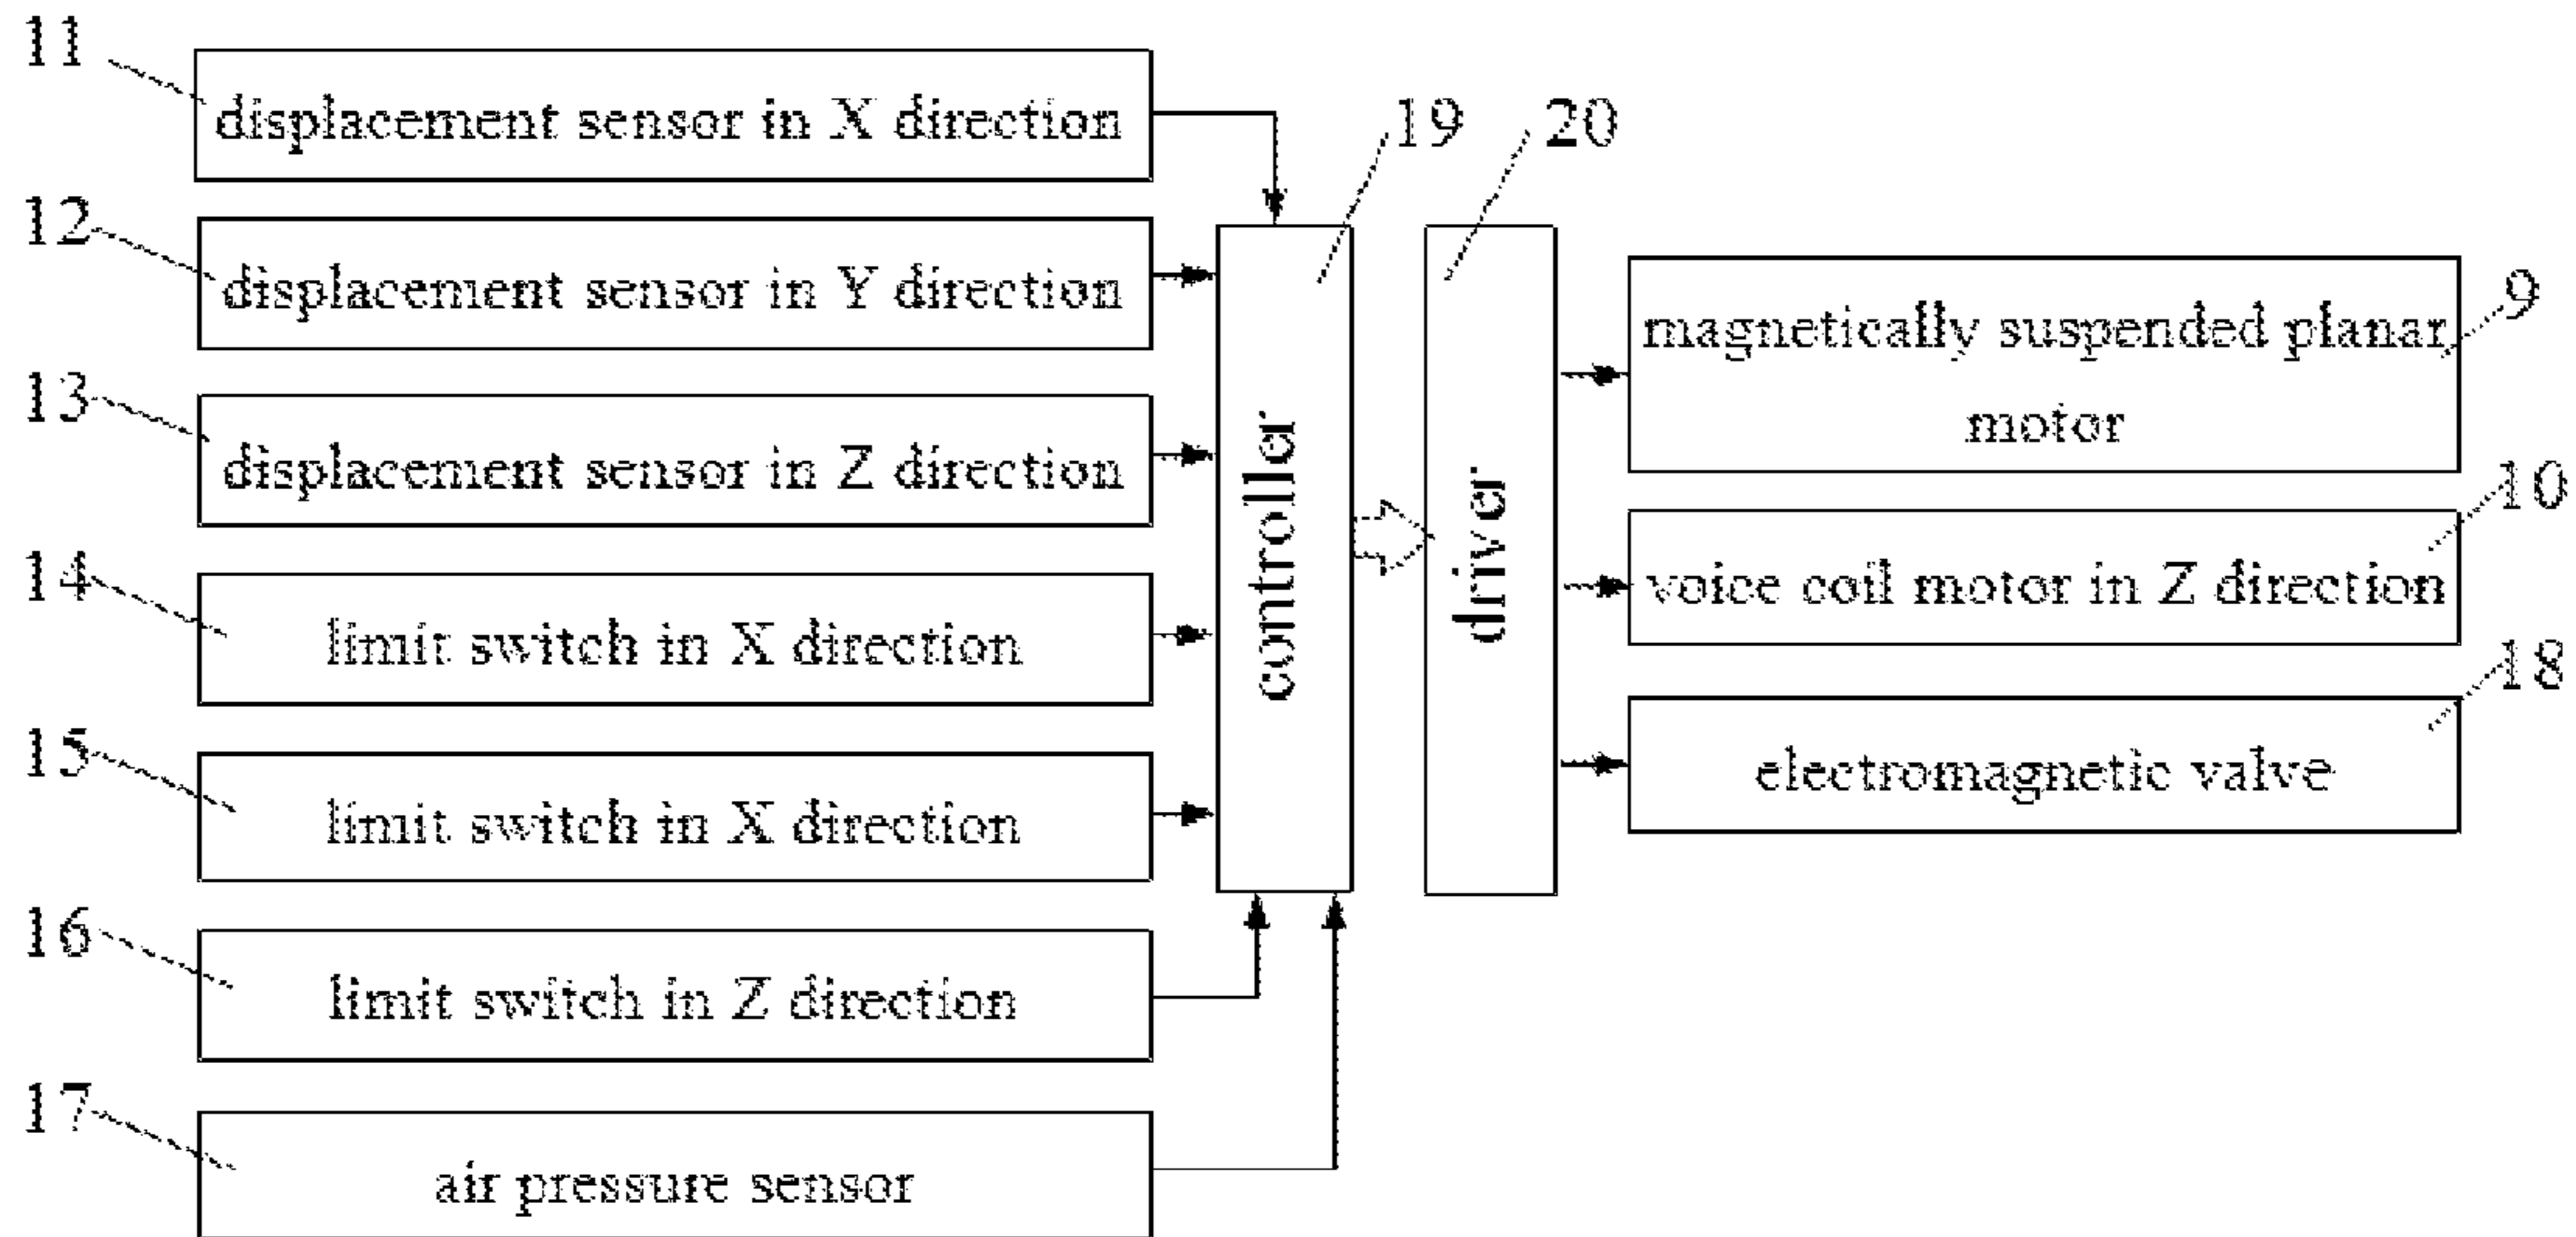 11
displacement sensor in X direction
12
displacement sensor in Y direction
13
displacement sensor in Z direction
14
limit switch in X direction
15
limit switch in X direction
16
limit switch in Z direction
17
air pressure sensor
19
controller
20
driver
9
magnetically suspended planar
motor
10
voice coil motor in Z direction
18
electromagnetic valve